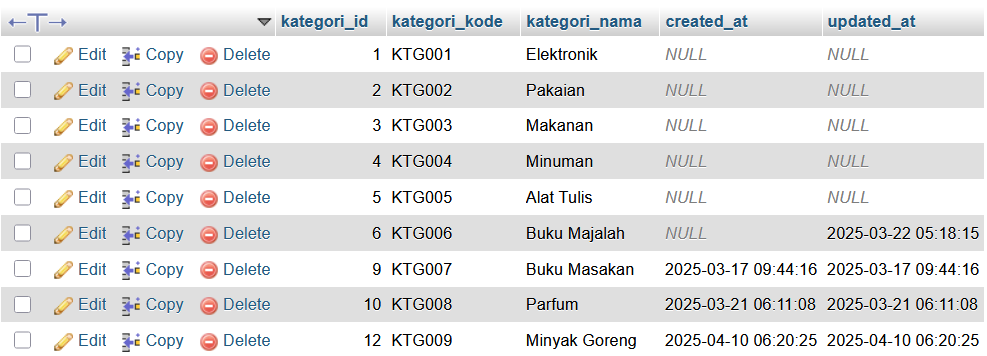 kategori_id kategori_kode kategori_nama created_at updated_at
Edit Copy Delete 1 KTG001 Elektronik NULL NULL
Edit Copy Delete 2 KTG002 Pakaian NULL NULL
Edit Copy Delete 3 KTG003 Makanan NULL NULL
Edit Copy Delete 4 KTG004 Minuman NULL NULL
Edit Copy Delete 5 KTG005 Alat Tulis NULL NULL
Edit Copy Delete 6 KTG006 Buku Majalah NULL 2025-03-22 05:18:15
Edit Copy Delete 9 KTG007 Buku Masakan 2025-03-17 09:44:16 2025-03-17 09:44:16
Edit Copy Delete 10 KTG008 Parfum 2025-03-21 06:11:08 2025-03-21 06:11:08
Edit Copy Delete 12 KTG009 Minyak Goreng 2025-04-10 06:20:25 2025-04-10 06:20:25